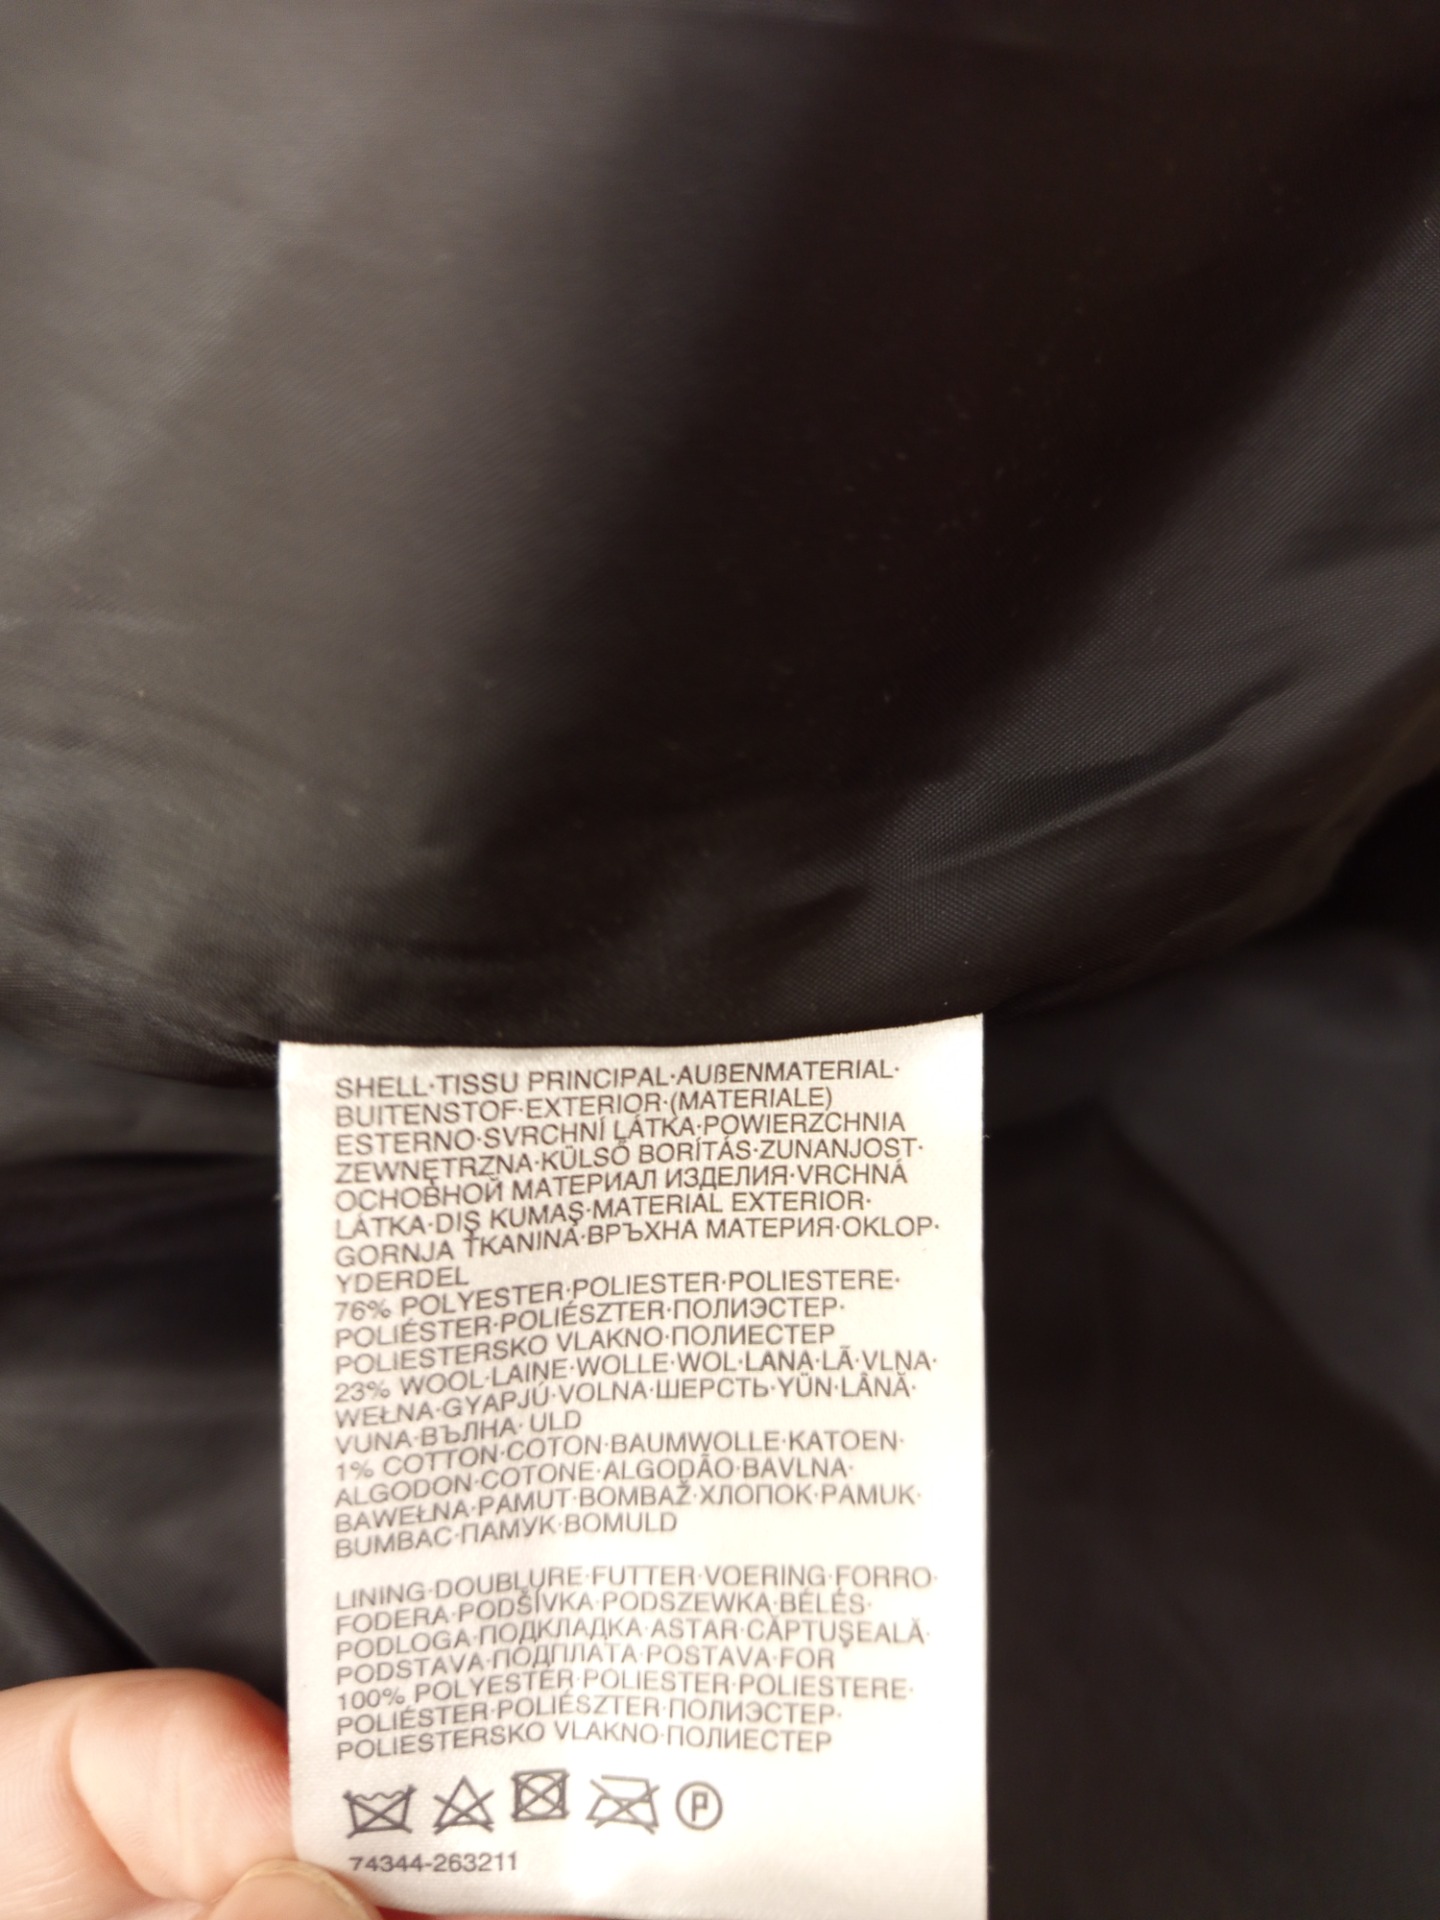 SHELL·TISSU PRINCIPAL·AUßENMATERIAL·
BUITENSTOF·EXTERIOR·(MATERIALE)
ESTERNO·SVRCHNÍ LÁTKA·POWIERZCHNIA
ZEWNĘTRZNA·KÜLSŐ BORÍTÁS·ZUNANJOST·
ОСНОВНОЙ МАТЕРИАЛ ИЗДЕЛИЯ·VRCHNÁ
LÁTKA·DIŞ KUMAŞ·MATERIAL EXTERIOR·
GORNJA TKANINA·ВРЪХНА МАТЕРИЯ·OKLOP·
YDERDEL
76% POLYESTER·POLIESTER·POLIESTERE·
POLIÉSTER·POLIÉSZTER·ПОЛИЭСТЕР·
POLIESTERSKO VLAKNO·ПОЛИЕСТЕР
23% WOOL·LAINE·WOLLE·WOL·LANA·LÃ·VLNA·
WEŁNA·GYAPJÚ·VOLNA·ШЕРСТЬ·YÜN·LÂNĂ·
VUNA·ВЪЛНА·ULD
1% COTTON·COTON·BAUMWOLLE·KATOEN·
ALGODON·COTONE·ALGODÃO·BAVLNA·
BAWEŁNA·PAMUT·BOMBAŽ·ХЛОПОК·PAMUK·
BUMBAC·ПАМУК·BOMULD
LINING·DOUBLURE·FUTTER·VOERING·FORRO·
FODERA·PODŠÍVKA·PODSZEWKA·BÉLÉS·
PODLOGA·ПОДКЛАДКА·ASTAR·CĂPTUŞEALĂ·
PODSTAVA·ПОДПЛАТА·POSTAVA·FOR
100% POLYESTER·POLIESTER·POLIESTERE·
POLIÉSTER·POLIÉSZTER·ПОЛИЭСТЕР·
POLIESTERSKO VLAKNO·ПОЛИЕСТЕР
P
74344-263211